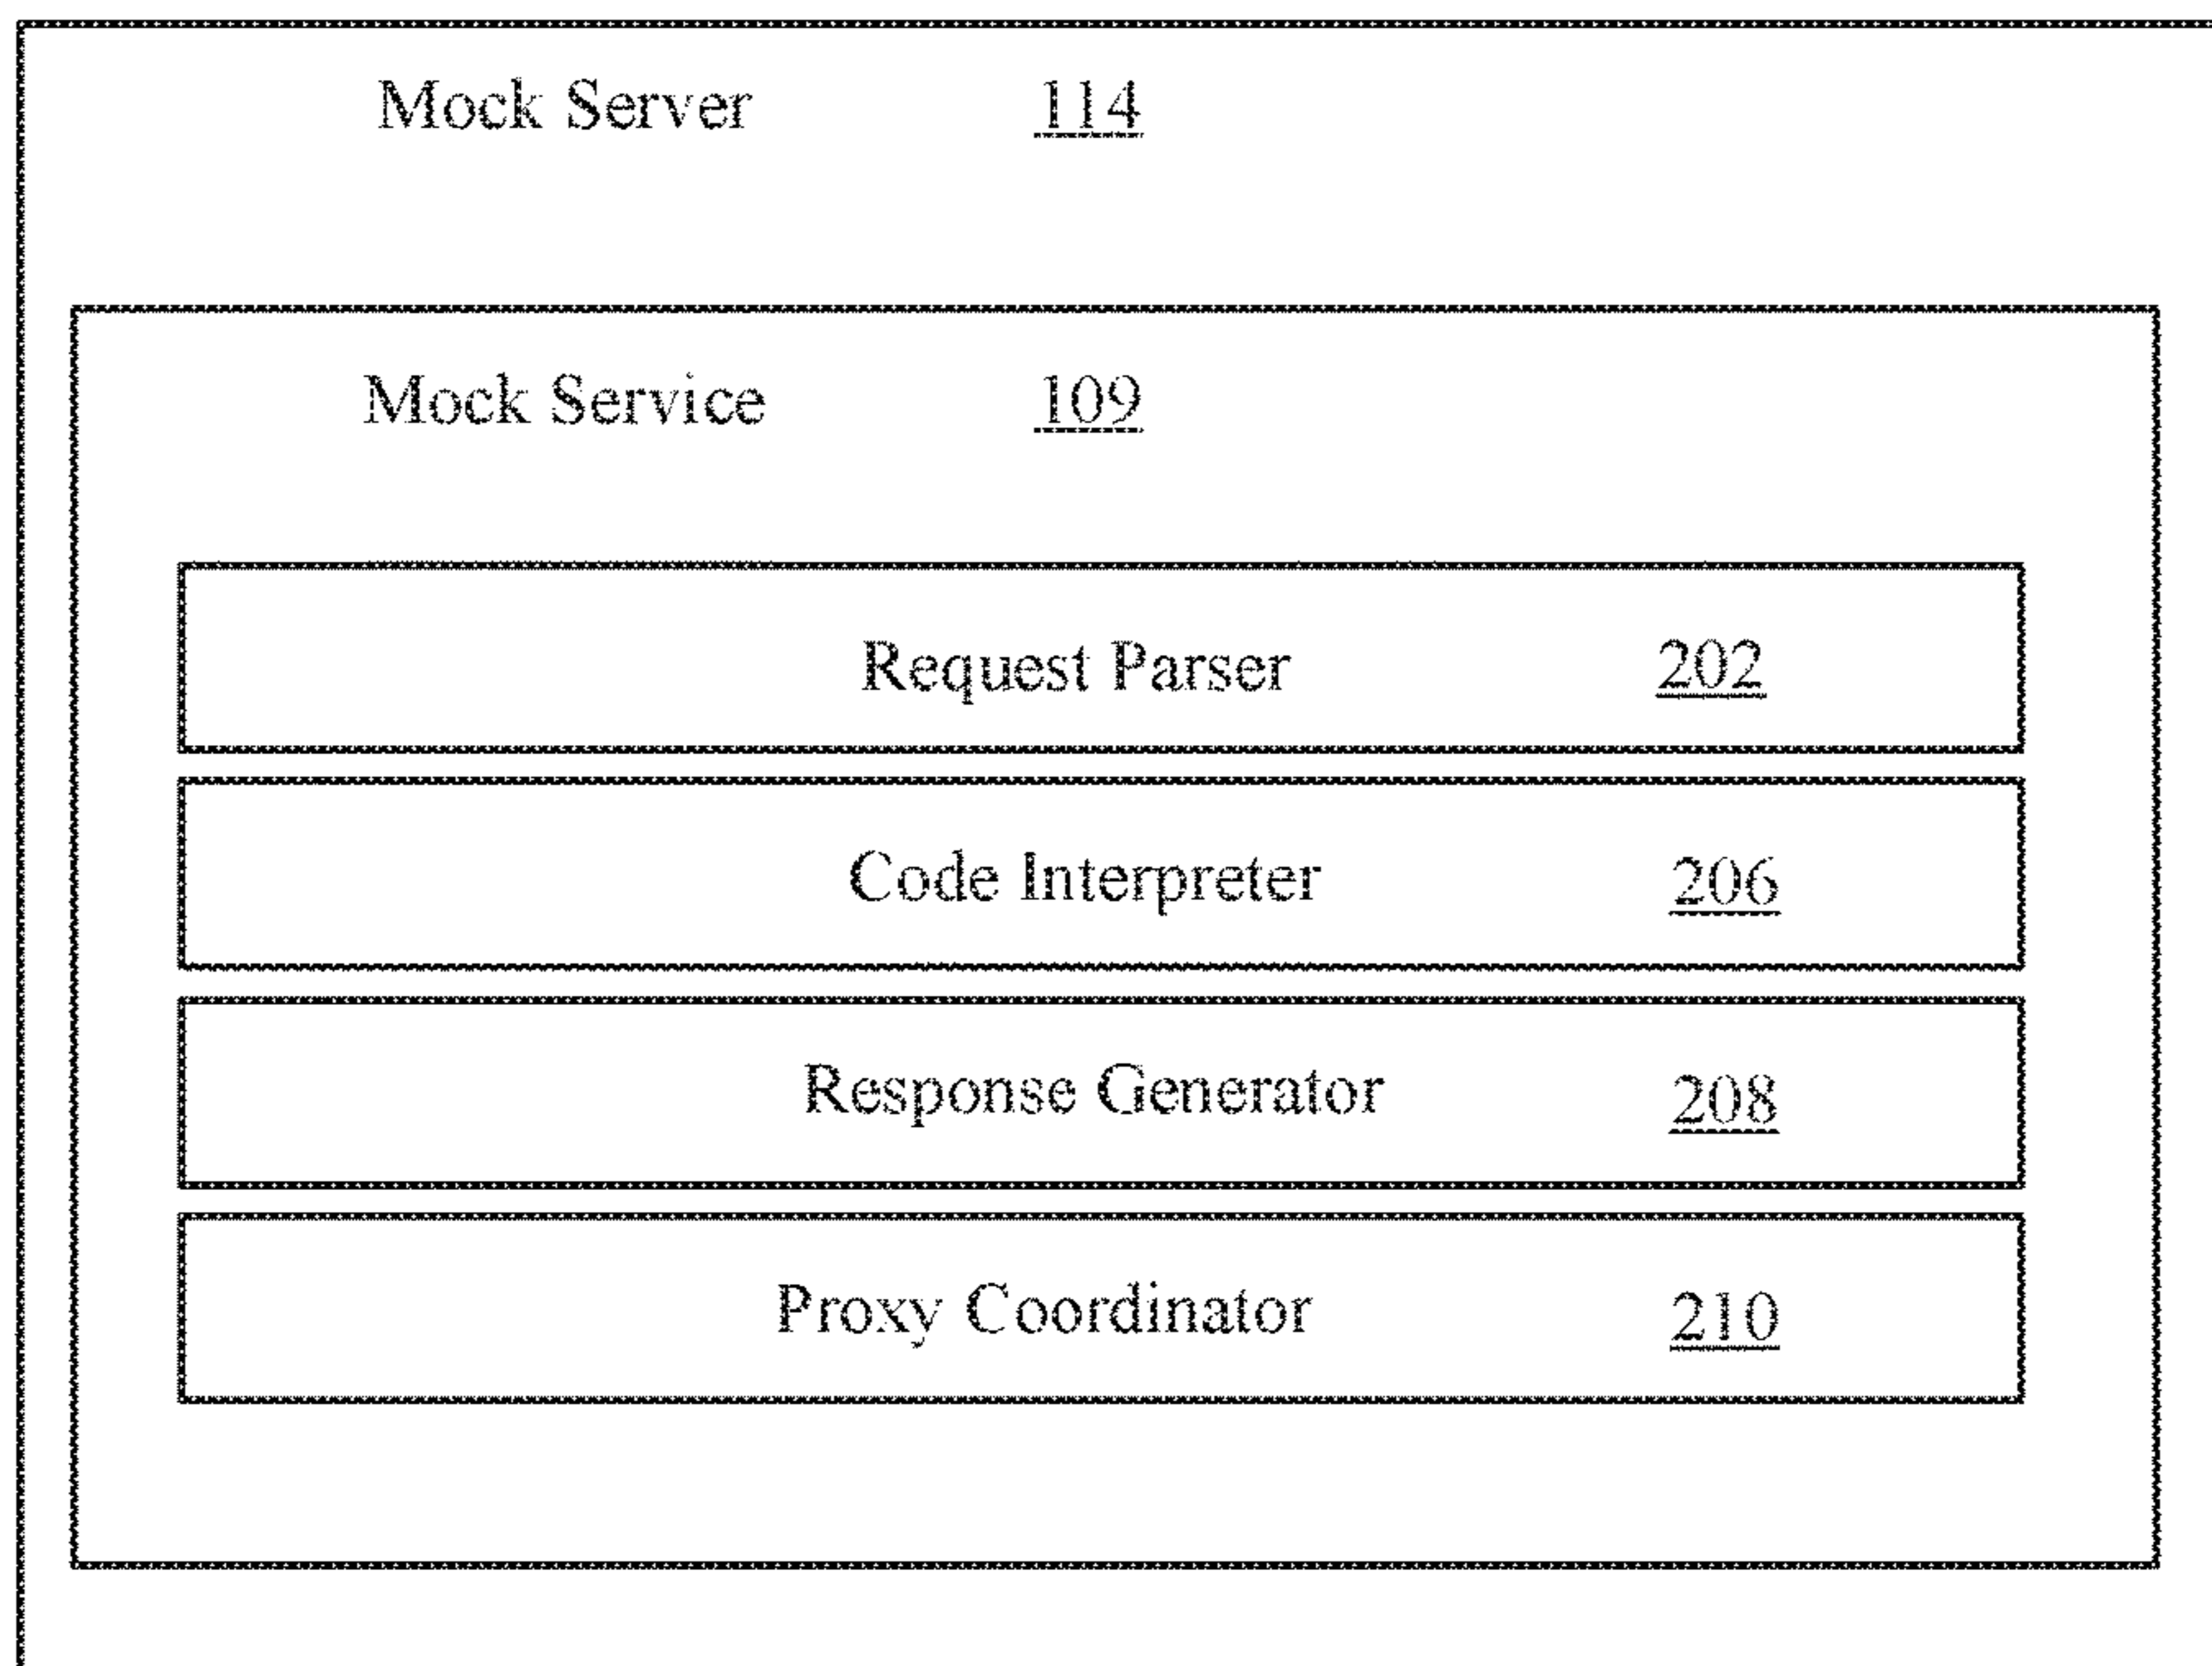 Mock Server 114
Mock Service 109
Request Parser 202
Code Interpreter 206
Response Generator 208
Proxy Coordinator 210